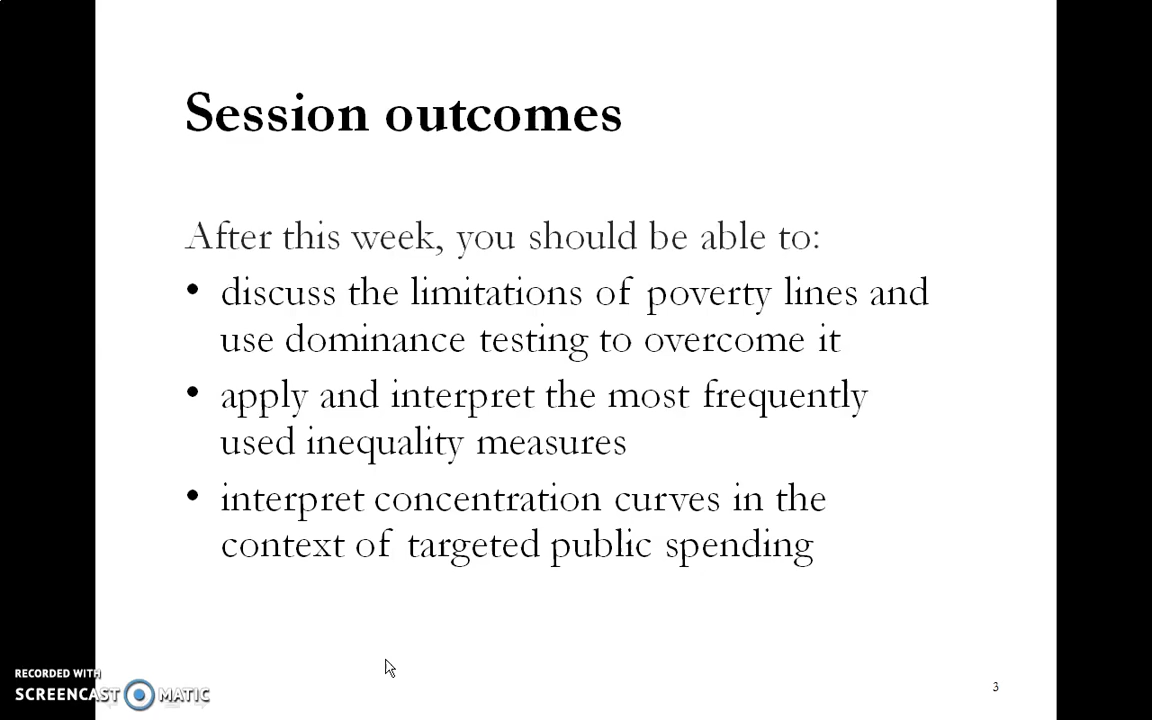 Session outcomes
After this week, you should be able to:
• discuss the limitations of poverty lines and
use dominance testing to overcome it
• apply and interpret the most frequently
used inequality measures
• interpret concentration curves in the
context of targeted public spending
RECORDED WITH
SCREENCAST MATIC
3